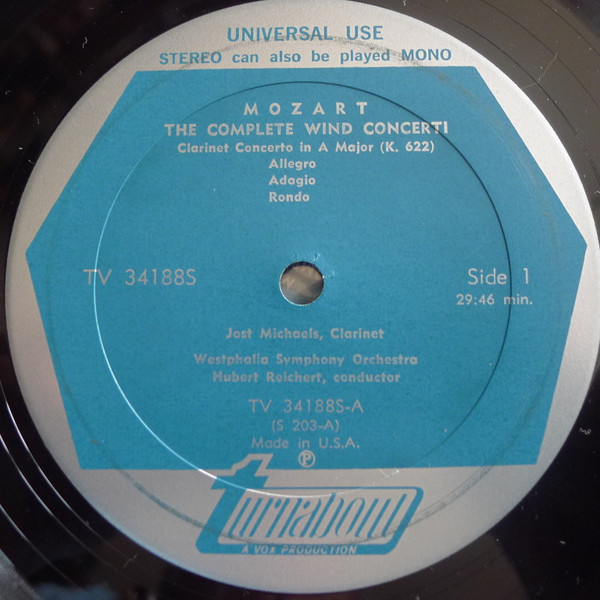 UNIVERSAL USE
STEREO can also be played MONO
MOZART
THE COMPLETE WIND CONCERTI
Clarinet Concerto in A Major (K. 622)
Allegro
Adagio
Rondo
TV 34188S
Side 1
29:46 min.
Jost Michaels, Clarinet
Westphalia Symphony Orchestra
Hubert Reichert, conductor
TV 34188S-A
(S 203-A)
Made in U.S.A.
℗
turnabout
A VOX PRODUCTION